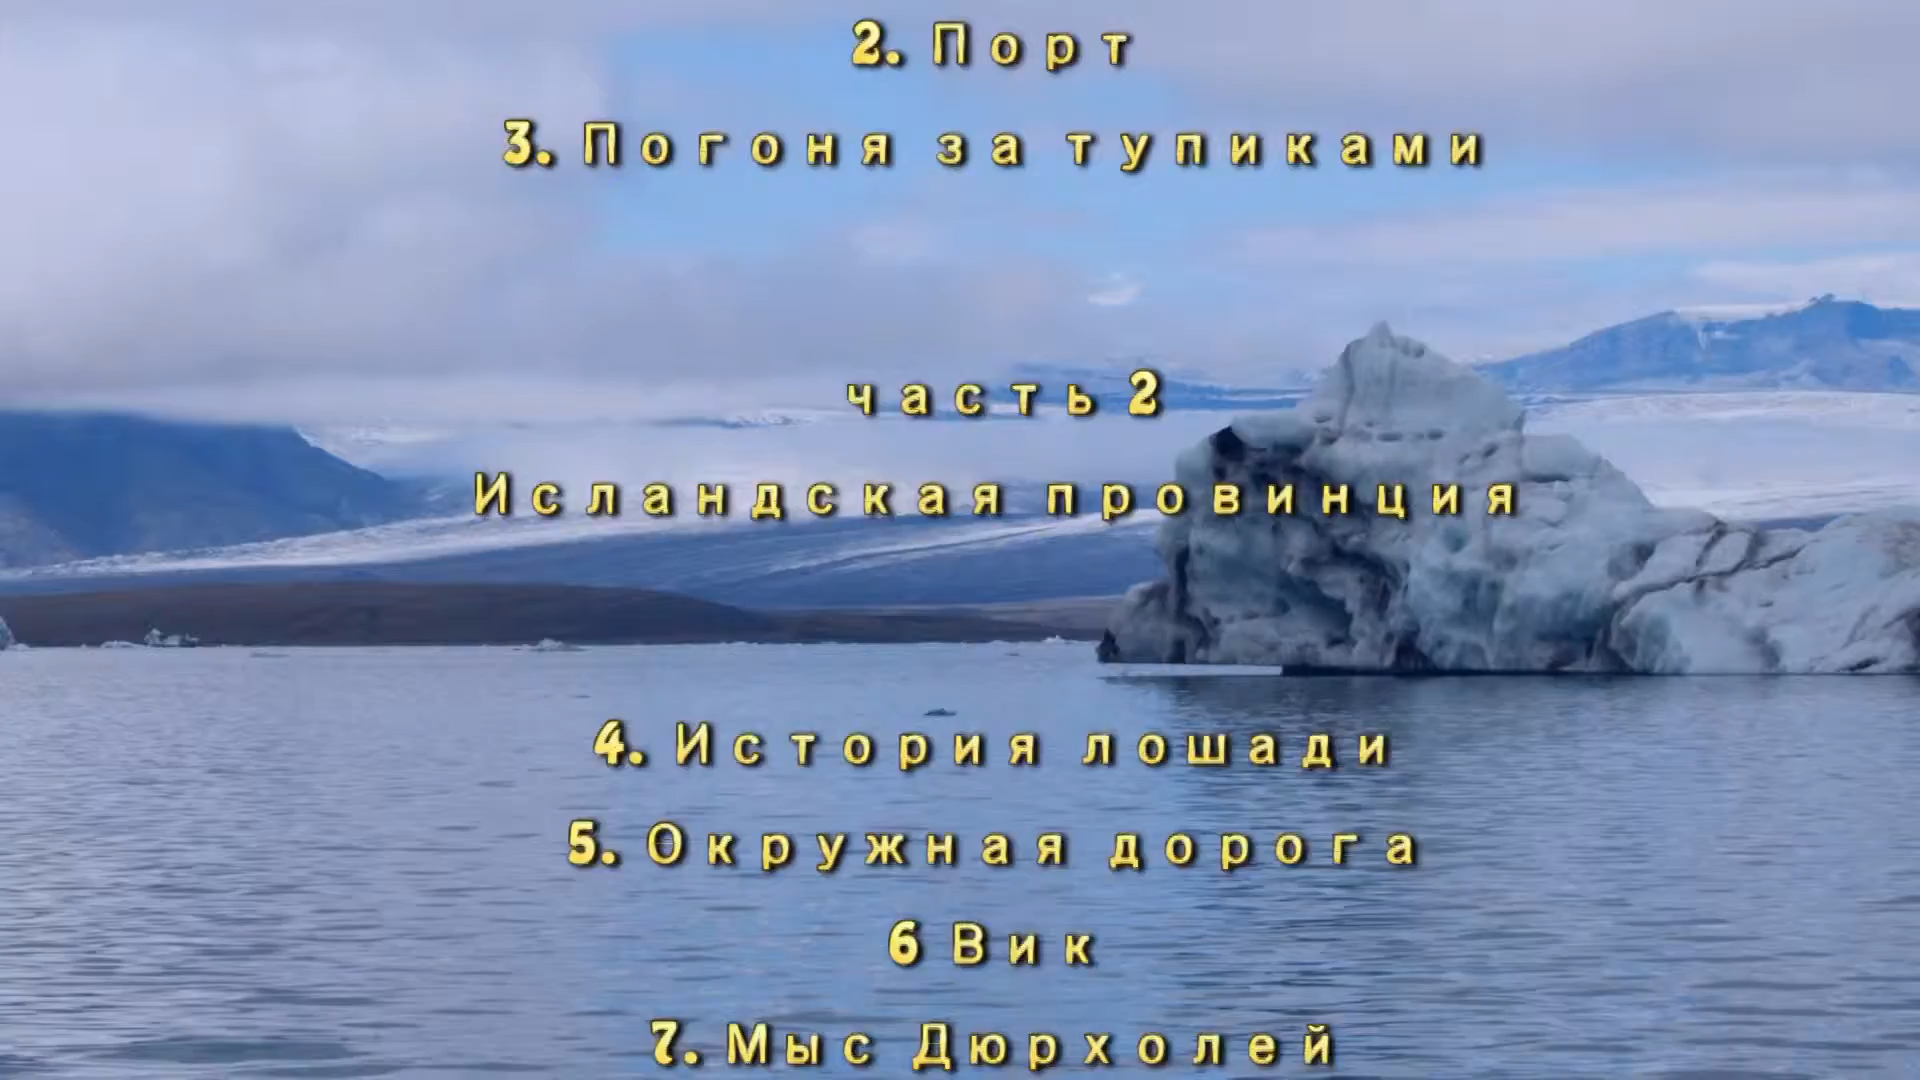 2. Порт
3. Погоня за тупиками
часть 2
Исландская провинция
4. История лошади
5. Окружная дорога
6 Вик
7. Мыс Дюрхолей